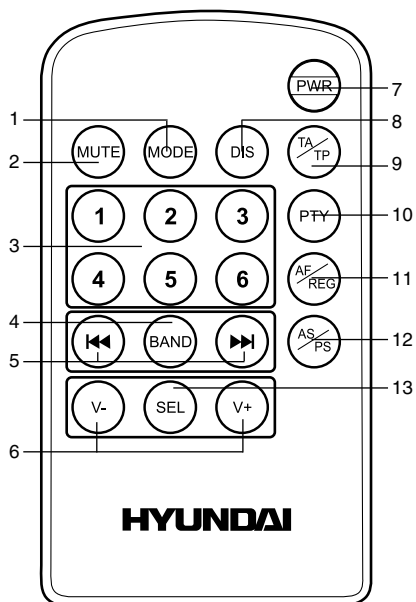 PWR
7
1
8
2
MUTE
MODE
DIS
TA/TP
9
1
2
3
PTY
10
3
4
5
6
AF/REG
11
4
BAND
AS/PS
12
5
13
V-
SEL
V+
6
HYUNDAI